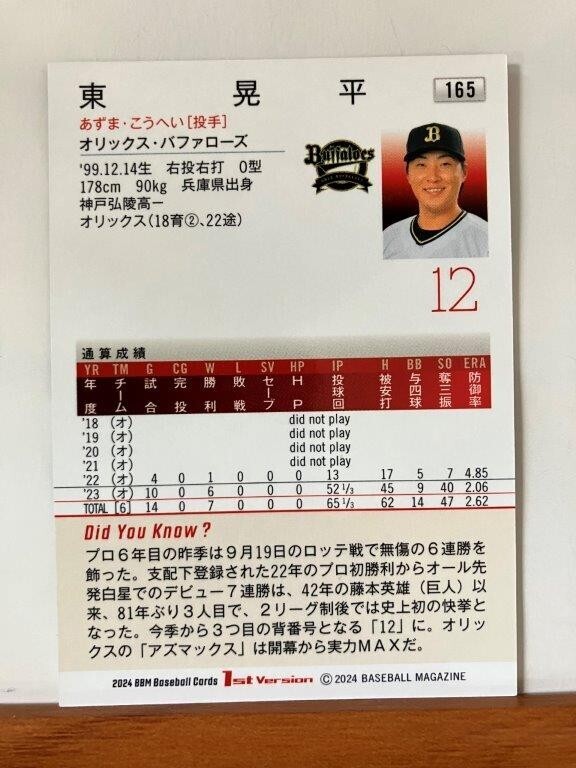 東 晃 平
165
あずま・こうへい[投手]
オリックス・バファローズ
'99.12.14生 右投右打 O型
178cm 90kg 兵庫県出身
神戸弘陵高ー
オリックス(18育②、22途)
Buffaloes
B
12
通算成績
YR TM G CG W L SV HP IP H BB SO ERA
年度 チーム 試合 完投 勝利 敗戦 セーブ HP 投球回 被安打 与四球 奪三振 防御率
'18 (オ) did not play
'19 (オ) did not play
'20 (オ) did not play
'21 (オ) did not play
'22 (オ) 4 0 1 0 0 0 13 17 5 7 4.85
'23 (オ) 10 0 6 0 0 0 52 1/3 45 9 40 2.06
TOTAL [6] 14 0 7 0 0 0 65 1/3 62 14 47 2.62
Did You Know?
プロ6年目の昨季は9月19日のロッテ戦で無傷の6連勝を
飾った。支配下登録された22年のプロ初勝利からオール先
発白星でのデビュー7連勝は、42年の藤本英雄(巨人)以
来、81年ぶり3人目で、2リーグ制後では史上初の快挙と
なった。今季から3つ目の背番号となる「12」に。オリック
スの「アズマックス」は開幕から実力MAXだ。
2024 BBM Baseball Cards 1st Version © 2024 BASEBALL MAGAZINE